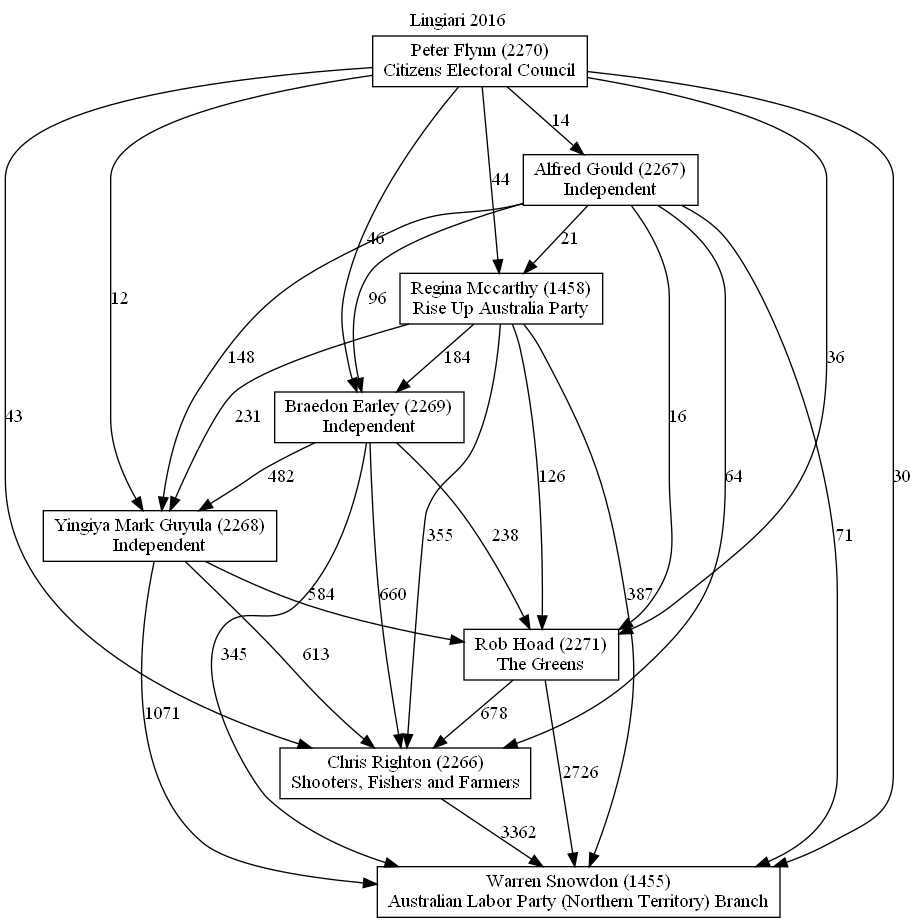 Lingiari 2016
Peter Flynn (2270)
Citizens Electoral Council
14
Alfred Gould (2267)
Independent
44
46
21
Regina Mccarthy (1458)
Rise Up Australia Party
12
96
148
184
36
Braedon Earley (2269)
Independent
43
231
16
30
482
126
64
Yingiya Mark Guyula (2268)
Independent
355
238
71
584
660
387
Rob Hoad (2271)
The Greens
345
613
1071
678
Chris Righton (2266)
Shooters, Fishers and Farmers
2726
3362
Warren Snowdon (1455)
Australian Labor Party (Northern Territory) Branch